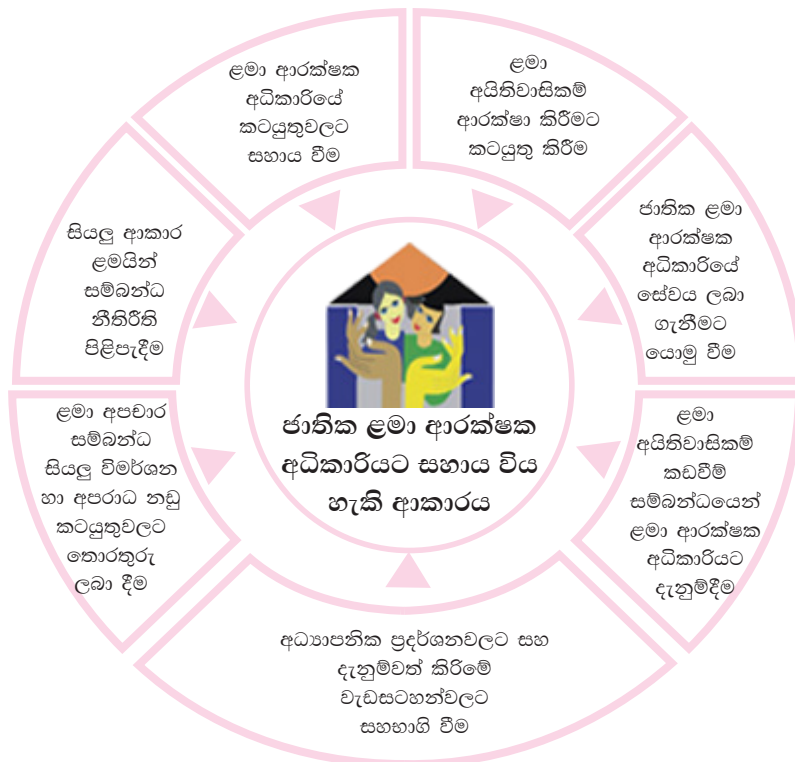 ළමා ආරක්ෂක
අධිකාරියේ
කටයුතුවලට
සහාය වීම
ළමා
අයිතිවාසිකම්
ආරක්ෂා කිරීමට
කටයුතු කිරීම
ජාතික ළමා
ආරක්ෂක
අධිකාරියේ
සේවය ලබා
ගැනීමට
යොමු වීම
ළමා
අයිතිවාසිකම්
කඩවීම්
සම්බන්ධයෙන්
ළමා ආරක්ෂක
අධිකාරියට
දැනුම්දීම
අධ්‍යාපනික ප්‍රදර්ශනවලට සහ
දැනුම්වත් කිරිමේ
වැඩසටහන්වලට
සහභාගි වීම
ළමා අපචාර
සම්බන්ධ
සියලු විමර්ශන
හා අපරාධ නඩු
කටයුතුවලට
තොරතුරු
ලබා දීම
සියලු ආකාර
ළමයින්
සම්බන්ධ
නීතිරීති
පිළිපැදීම
ජාතික ළමා ආරක්ෂක
අධිකාරියට සහාය විය
හැකි ආකාරය